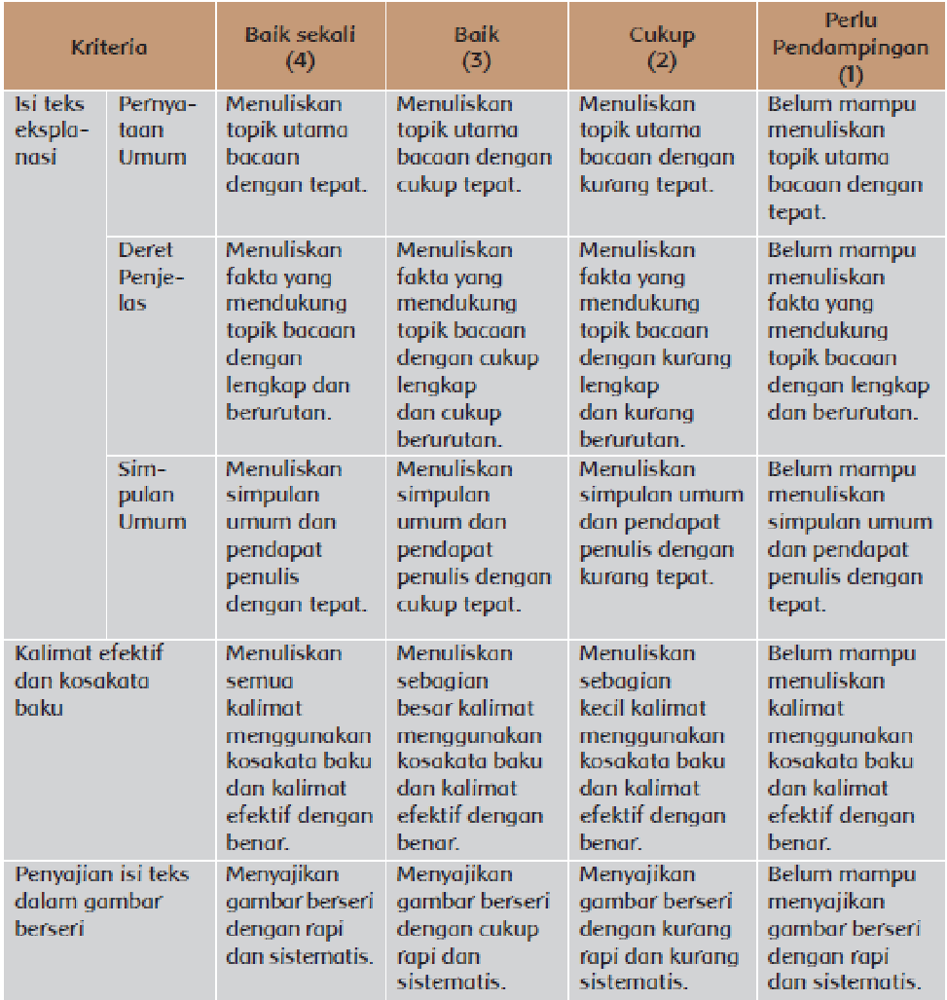 Kriteria
Baik sekali
(4)
Baik
(3)
Cukup
(2)
Perlu
Pendampingan
(1)
Isi teks
ekspla-
nasi
Pernya-
taan
Umum
Menuliskan
topik utama
bacaan
dengan tepat.
Menuliskan
topik utama
bacaan dengan
cukup tepat.
Menuliskan
topik utama
bacaan dengan
kurang tepat.
Belum mampu
menuliskan
topik utama
bacaan dengan
tepat.
Deret
Penje-
las
Menuliskan
fakta yang
mendukung
topik bacaan
dengan
lengkap dan
berurutan.
Menuliskan
fakta yang
mendukung
topik bacaan
dengan cukup
lengkap
dan cukup
berurutan.
Menuliskan
fakta yang
mendukung
topik bacaan
dengan kurang
lengkap
dan kurang
berurutan.
Belum mampu
menuliskan
fakta yang
mendukung
topik bacaan
dengan lengkap
dan berurutan.
Sim-
pulan
Umum
Menuliskan
simpulan
umum dan
pendapat
penulis
dengan tepat.
Menuliskan
simpulan
umum dan
pendapat
penulis dengan
cukup tepat.
Menuliskan
simpulan umum
dan pendapat
penulis dengan
kurang tepat.
Belum mampu
menuliskan
simpulan umum
dan pendapat
penulis dengan
tepat.
Kalimat efektif
dan kosakata
baku
Menuliskan
semua
kalimat
menggunakan
kosakata baku
dan kalimat
efektif dengan
benar.
Menuliskan
sebagian
besar kalimat
menggunakan
kosakata baku
dan kalimat
efektif dengan
benar.
Menuliskan
sebagian
kecil kalimat
menggunakan
kosakata baku
dan kalimat
efektif dengan
benar.
Belum mampu
menuliskan
kalimat
menggunakan
kosakata baku
dan kalimat
efektif dengan
benar.
Penyajian isi teks
dalam gambar
berseri
Menyajikan
gambar berseri
dengan rapi
dan sistematis.
Menyajikan
gambar berseri
dengan cukup
rapi dan
sistematis.
Menyajikan
gambar berseri
dengan kurang
rapi dan kurang
sistematis.
Belum mampu
menyajikan
gambar berseri
dengan rapi
dan sistematis.